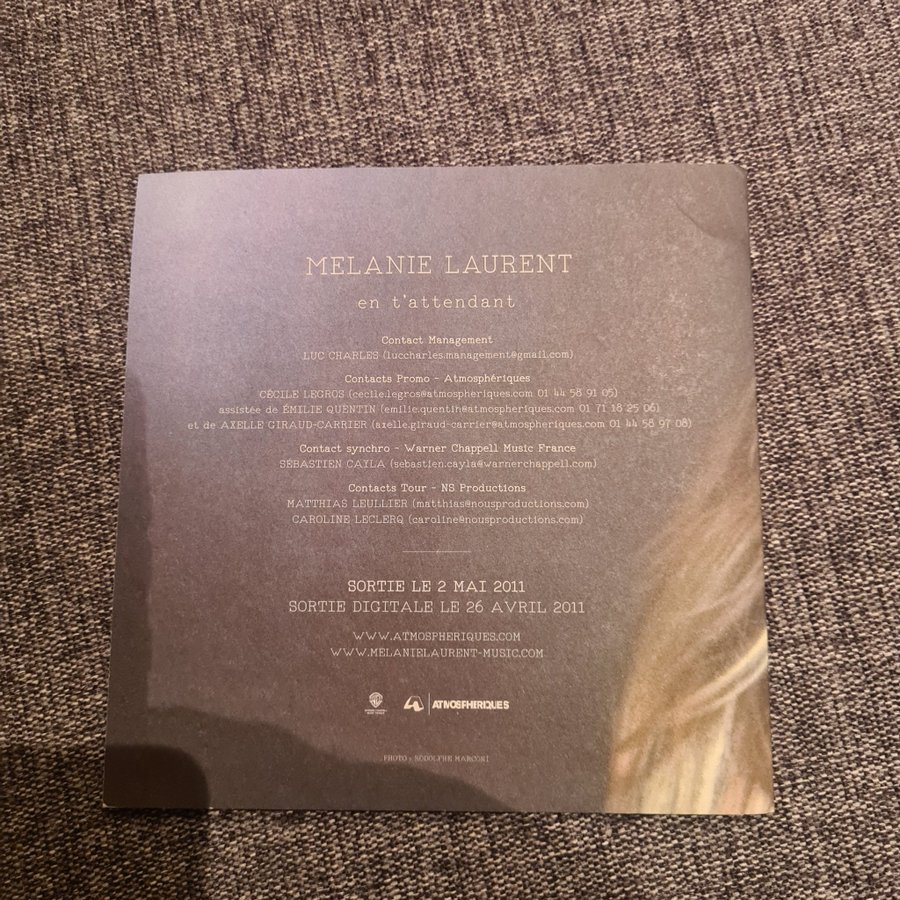 MELANIE LAURENT
en t'attendant
Contact Management
LUC CHARLES (luccharles.management@gmail.com)
Contacts Promo - Atmosphériques
CÉCILE LEGROS (cecile.legros@atmospheriques.com 01 44 58 91 05)
assistée de ÉMILIE QUENTIN (emilie.quentin@atmospheriques.com 01 71 18 25 06)
et de AXELLE GIRAUD-CARRIER (axelle.giraud-carrier@atmospheriques.com 01 44 58 97 08)
Contact synchro - Warner Chappell Music France
SÉBASTIEN CAYLA (sebastien.cayla@warnerchappell.com)
Contacts Tour - NS Productions
MATTHIAS LEULLIER (matthias@nousproductions.com)
CAROLINE LECLERQ (caroline@nousproductions.com)
SORTIE LE 2 MAI 2011
SORTIE DIGITALE LE 26 AVRIL 2011
WWW.ATMOSPHERIQUES.COM
WWW.MELANIELAURENT-MUSIC.COM
ATMOSPHERIQUES
PHOTO : RODOLPHE MARCONI